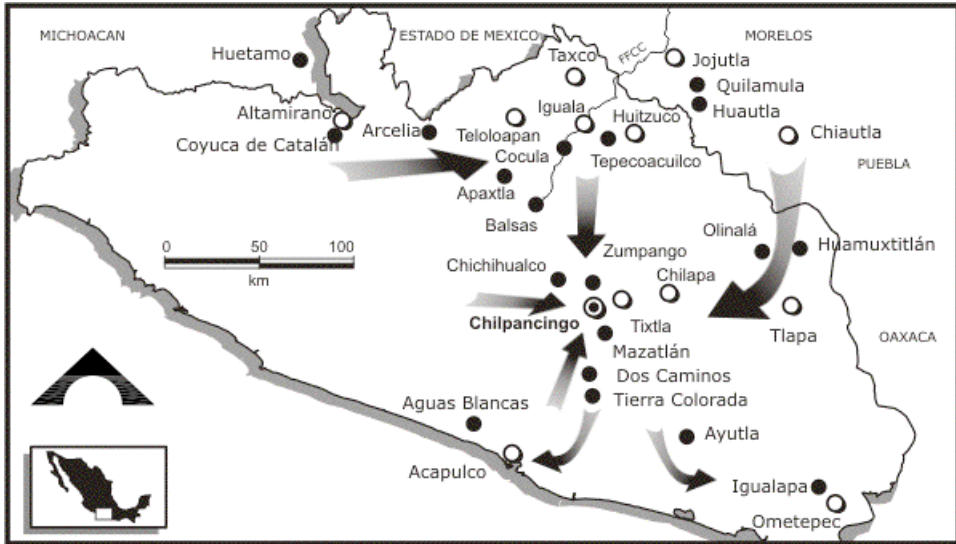 MICHOACAN
ESTADO DE MEXICO
FFCC
MORELOS
Huetamo
Taxco
Jojutla
Quilamula
Huautla
Altamirano
Iguala
Huitzuco
Arcelia
Teloloapan
Chiautla
Coyuca de Catalán
Cocula
Tepecoacuilco
PUEBLA
Apaxtla
Balsas
Olinalá
Huamuxtitlán
0 50 100
km
Zumpango
Chichihualco
Chilapa
Chilpancingo
Tixtla
Tlapa
OAXACA
Mazatlán
Dos Caminos
Tierra Colorada
Aguas Blancas
Ayutla
Acapulco
Igualapa
Ometepec